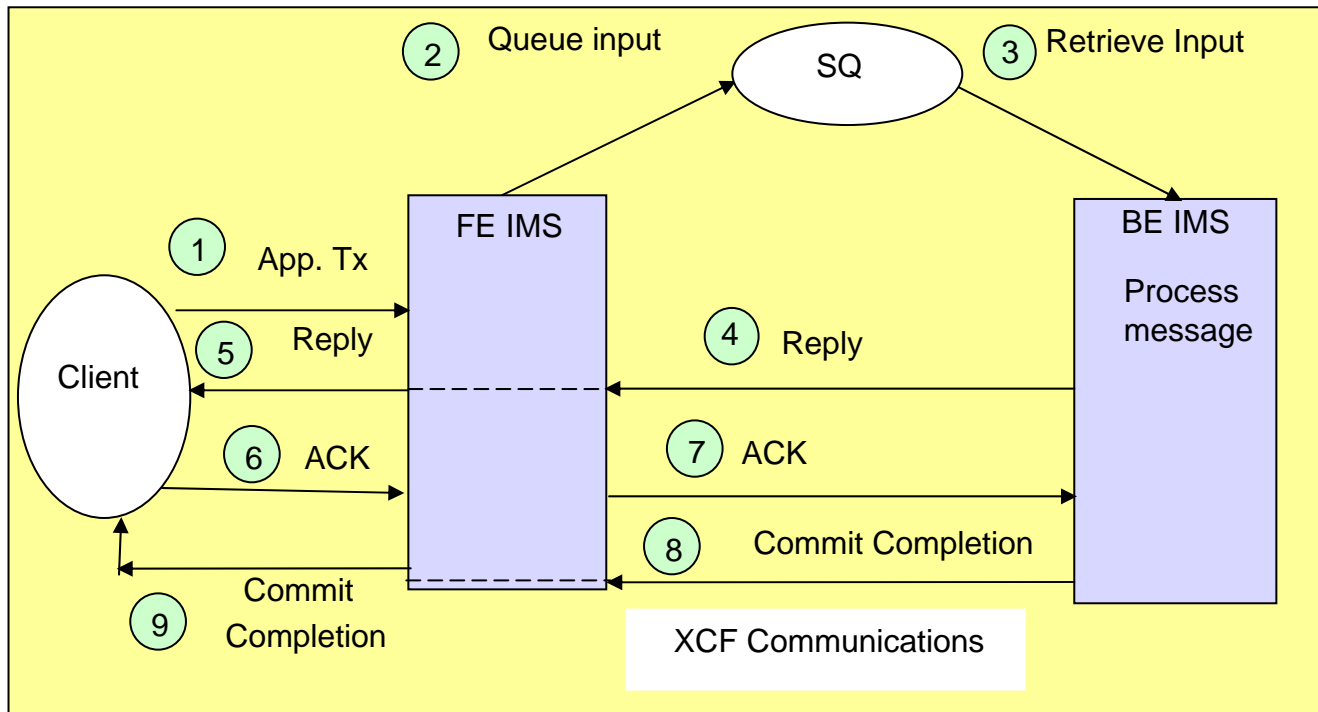 2
Queue input
SQ
3
Retrieve Input
FE IMS
BE IMS
1
App. Tx
Process
message
5
Reply
4
Reply
Client
6
ACK
7
ACK
8
Commit Completion
9
Commit
Completion
XCF Communications